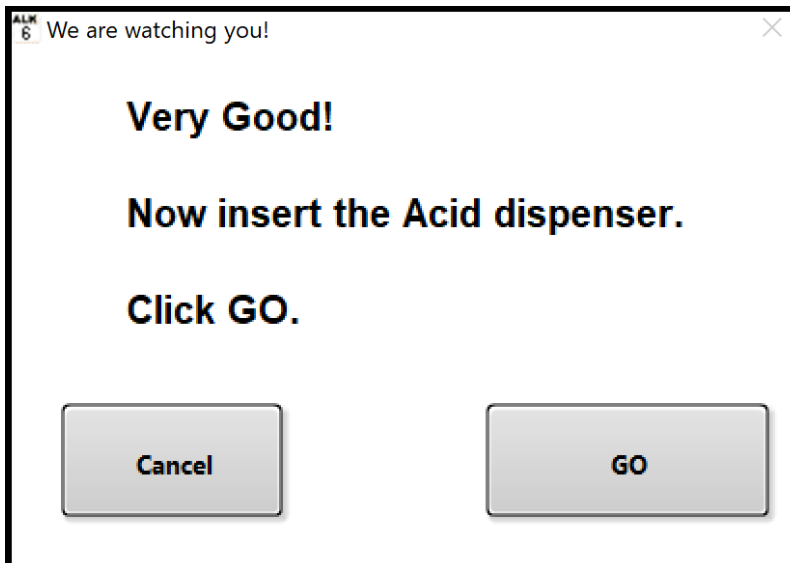 ALK
6
We are watching you!
Very Good!
Now insert the Acid dispenser.
Click GO.
Cancel
GO